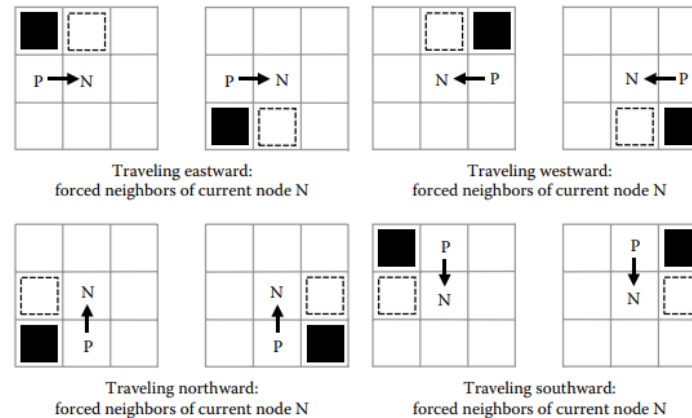 P N
P N
N P
N P
Traveling eastward:
forced neighbors of current node N
Traveling westward:
forced neighbors of current node N
N
P
N
P
P
N
P
N
Traveling northward:
forced neighbors of current node N
Traveling southward:
forced neighbors of current node N